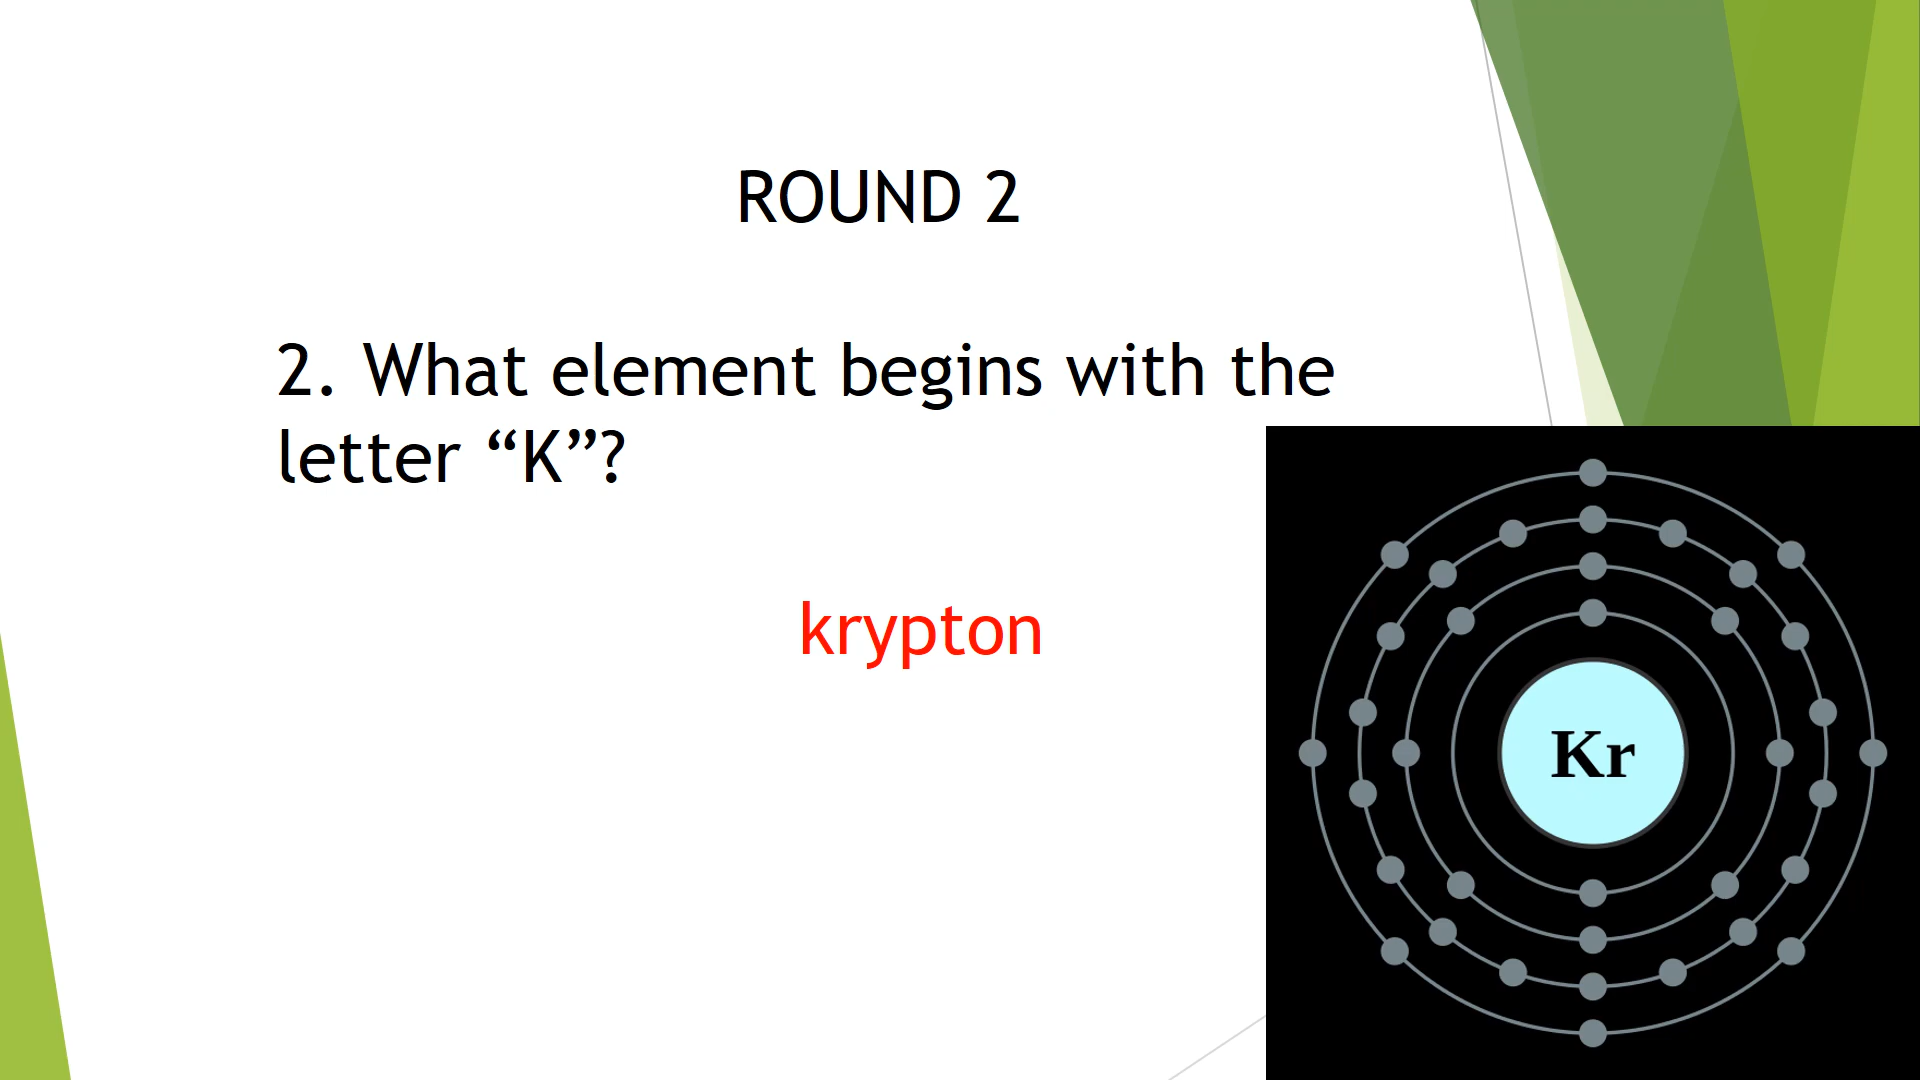 ROUND 2
2. What element begins with the
letter “K”?
krypton
Kr